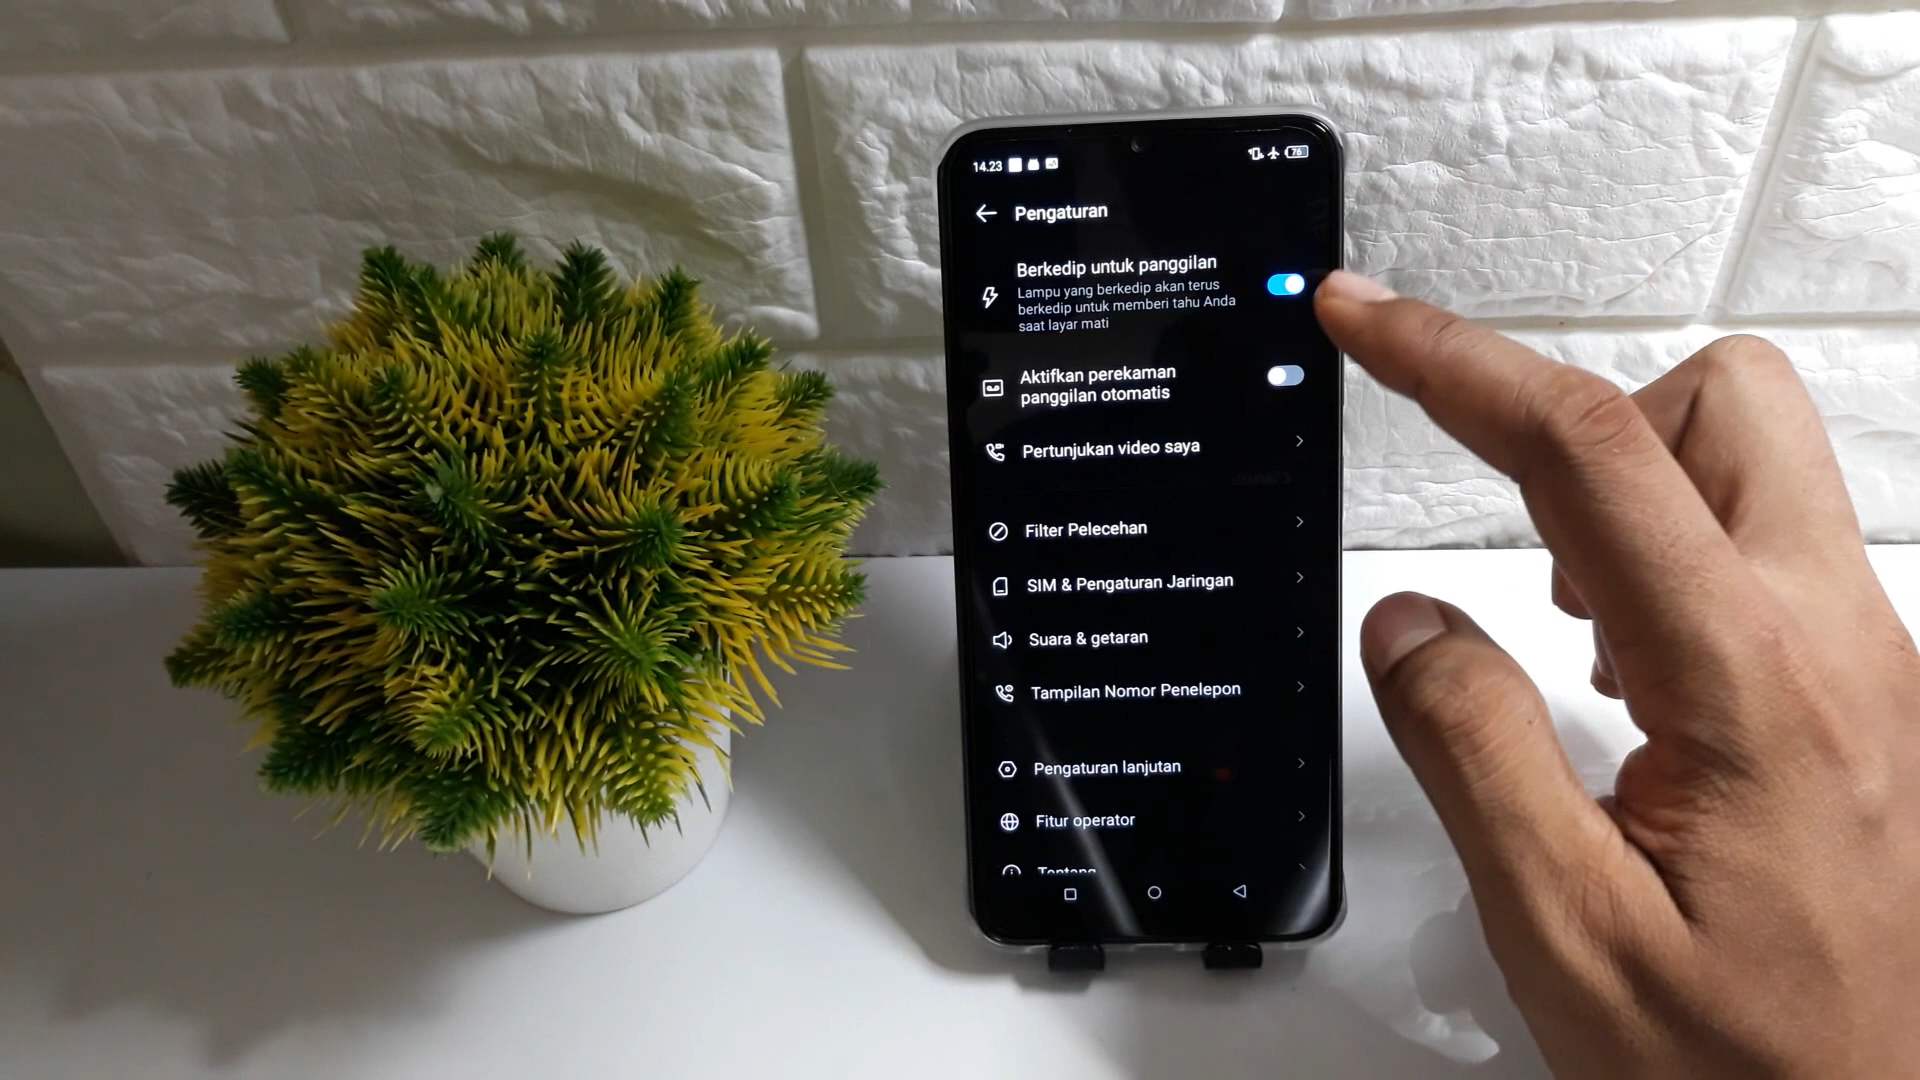 14.23
76
Pengaturan
Berkedip untuk panggilan
Lampu yang berkedip akan terus
berkedip untuk memberi tahu Anda
saat layar mati
Aktifkan perekaman
panggilan otomatis
Pertunjukan video saya
Filter Pelecehan
SIM & Pengaturan Jaringan
Suara & getaran
Tampilan Nomor Penelepon
Pengaturan lanjutan
Fitur operator
Tentang